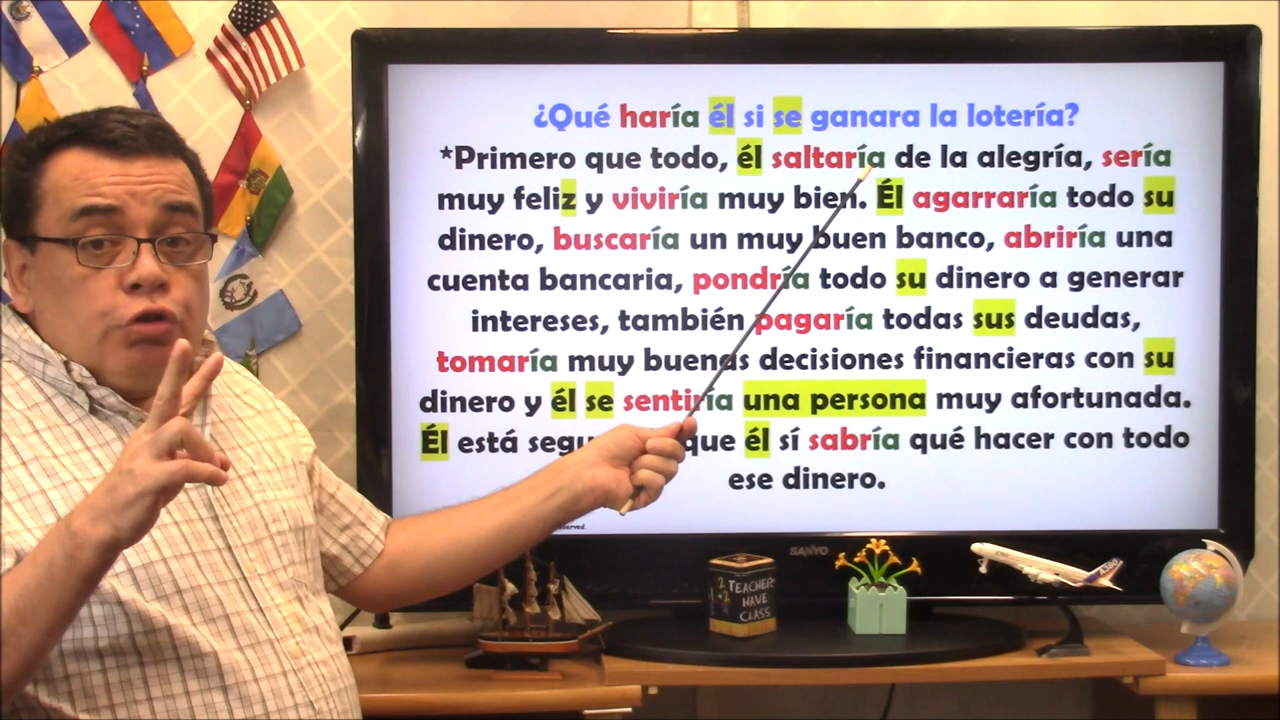 ¿Qué haría él si se ganara la lotería?
*Primero que todo, él saltaría de la alegría, sería
muy feliz y viviría muy bien. Él agarraría todo su
dinero, buscaría un muy buen banco, abriría una
cuenta bancaria, pondría todo su dinero a generar
intereses, también pagaría todas sus deudas,
tomaría muy buenas decisiones financieras con su
dinero y él se sentiría una persona muy afortunada.
Él está que él sí sabría qué hacer con todo
ese dinero.
SANYO
TEACHERS
HAVE
CLASS
A380